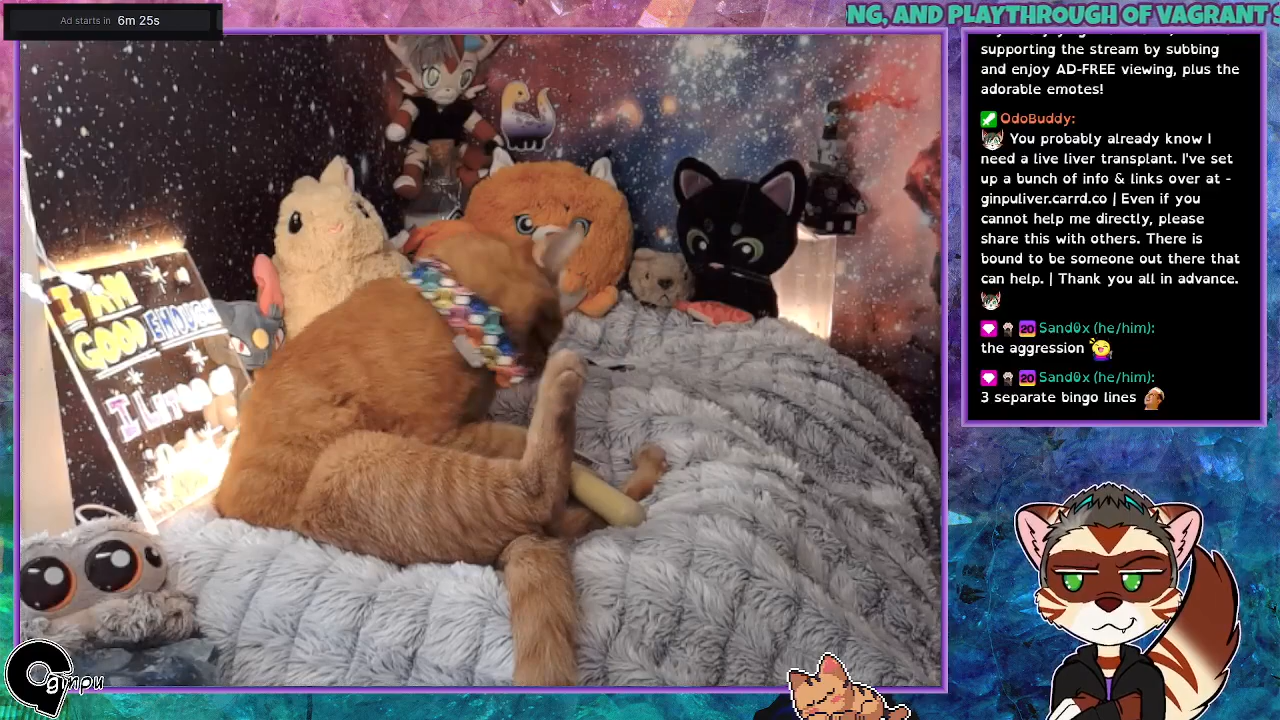 Ad starts in 6m 25s
NG, AND PLAYTHROUGH OF VAGRANT S
supporting the stream by subbing
and enjoy AD-FREE viewing, plus the
adorable emotes!
OdoBuddy:
You probably already know I
need a live liver transplant. I've set
up a bunch of info & links over at -
ginpuliver.carrd.co | Even if you
cannot help me directly, please
share this with others. There is
bound to be someone out there that
can help. | Thank you all in advance.
20 Sand0x (he/him):
the aggression
20 Sand0x (he/him):
3 separate bingo lines
I AM
GOOD ENOUGH
ginpu